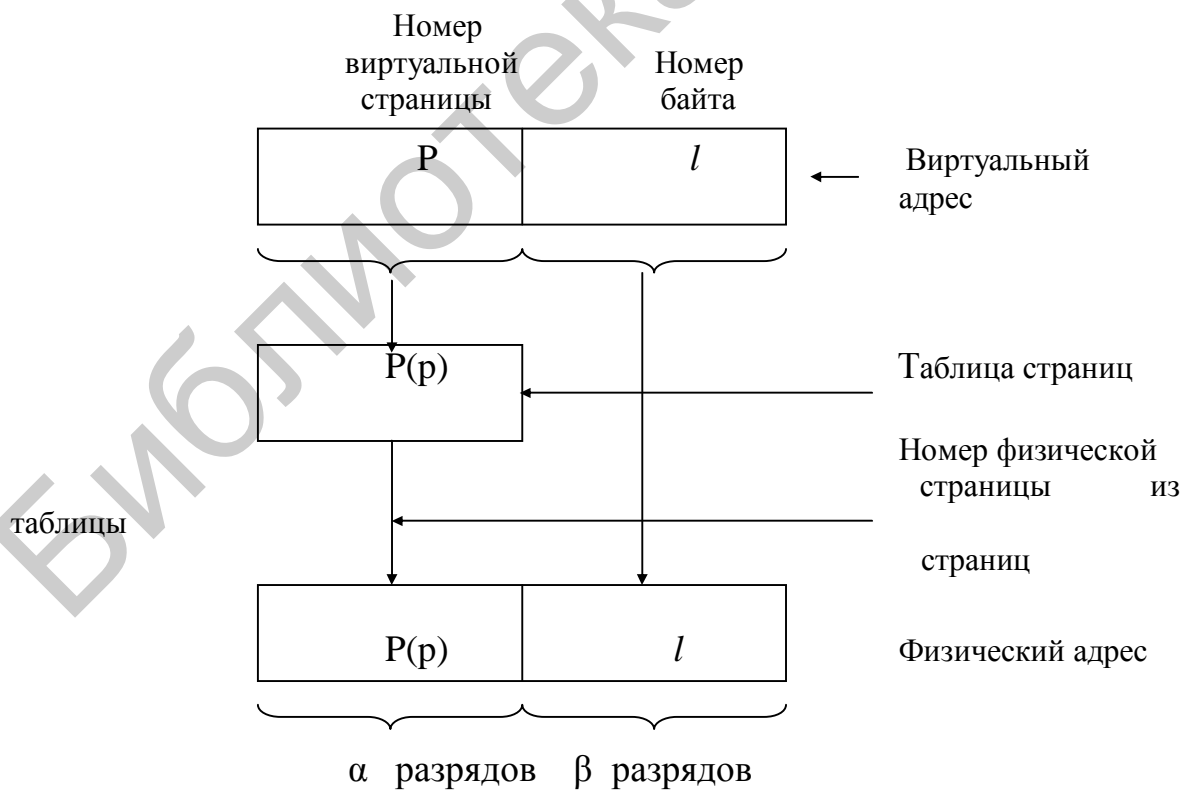 Номер
виртуальной
страницы
Номер
байта
P
l
Виртуальный
адрес
P(p)
Таблица страниц
Номер физической
страницы из
таблицы
страниц
P(p)
l
Физический адрес
α разрядов
β разрядов
Библиотека